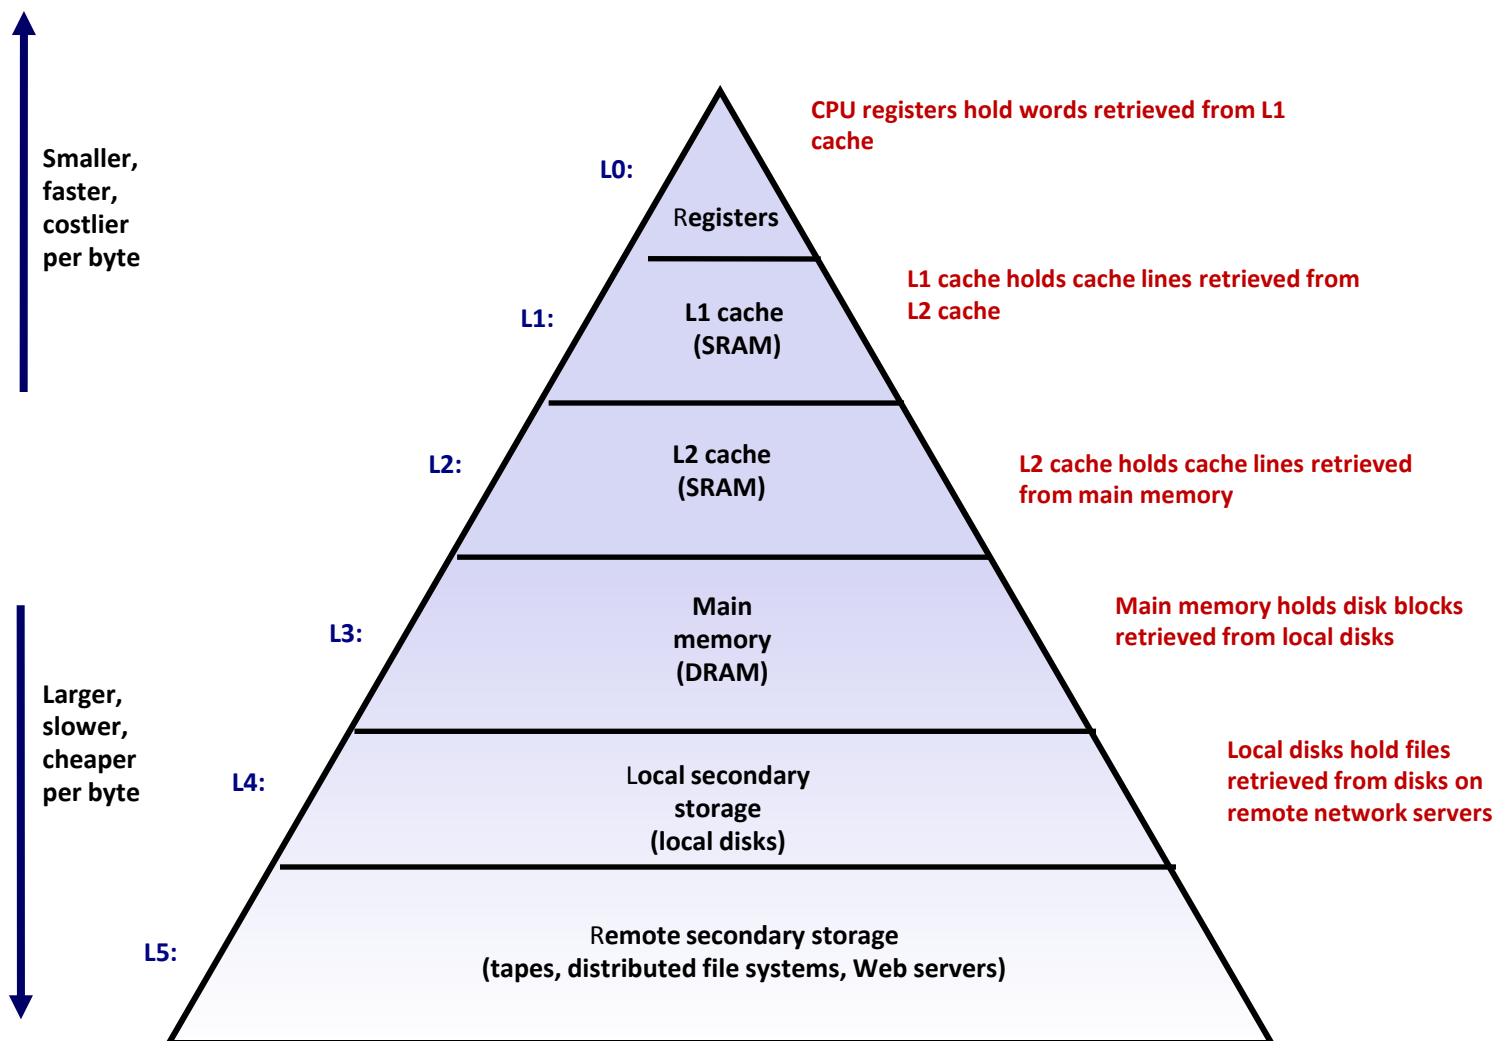 Smaller,
faster,
costlier
per byte
Larger,
slower,
cheaper
per byte
L0:
Registers
CPU registers hold words retrieved from L1
cache
L1:
L1 cache
(SRAM)
L1 cache holds cache lines retrieved from
L2 cache
L2:
L2 cache
(SRAM)
L2 cache holds cache lines retrieved
from main memory
L3:
Main
memory
(DRAM)
Main memory holds disk blocks
retrieved from local disks
L4:
Local secondary
storage
(local disks)
Local disks hold files
retrieved from disks on
remote network servers
L5:
Remote secondary storage
(tapes, distributed file systems, Web servers)